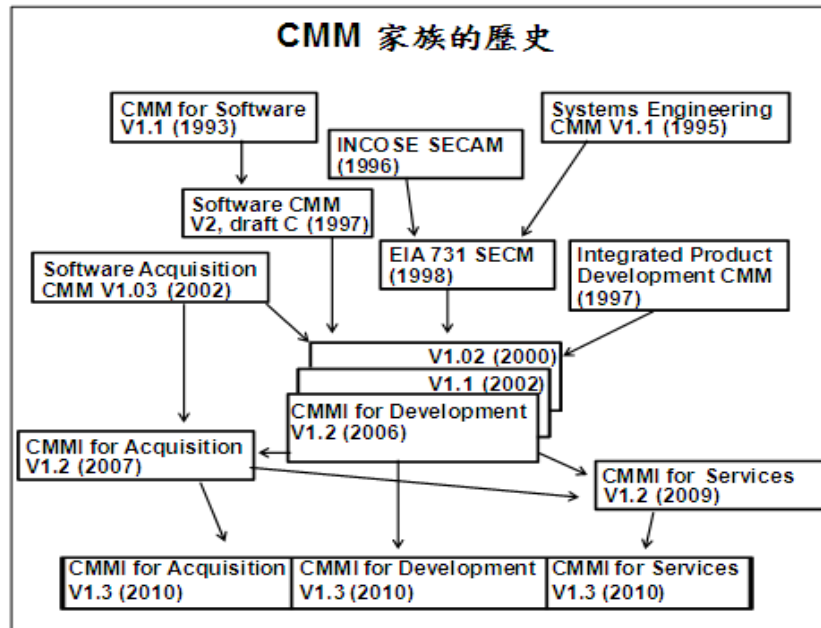 CMM 家族的歷史
CMM for Software
V1.1 (1993)
Systems Engineering
CMM V1.1 (1995)
INCOSE SECAM
(1996)
Software CMM
V2, draft C (1997)
EIA 731 SECM
(1998)
Integrated Product
Development CMM
(1997)
Software Acquisition
CMM V1.03 (2002)
V1.02 (2000)
V1.1 (2002)
CMMI for Development
V1.2 (2006)
CMMI for Acquisition
V1.2 (2007)
CMMI for Services
V1.2 (2009)
CMMI for Acquisition
V1.3 (2010)
CMMI for Development
V1.3 (2010)
CMMI for Services
V1.3 (2010)